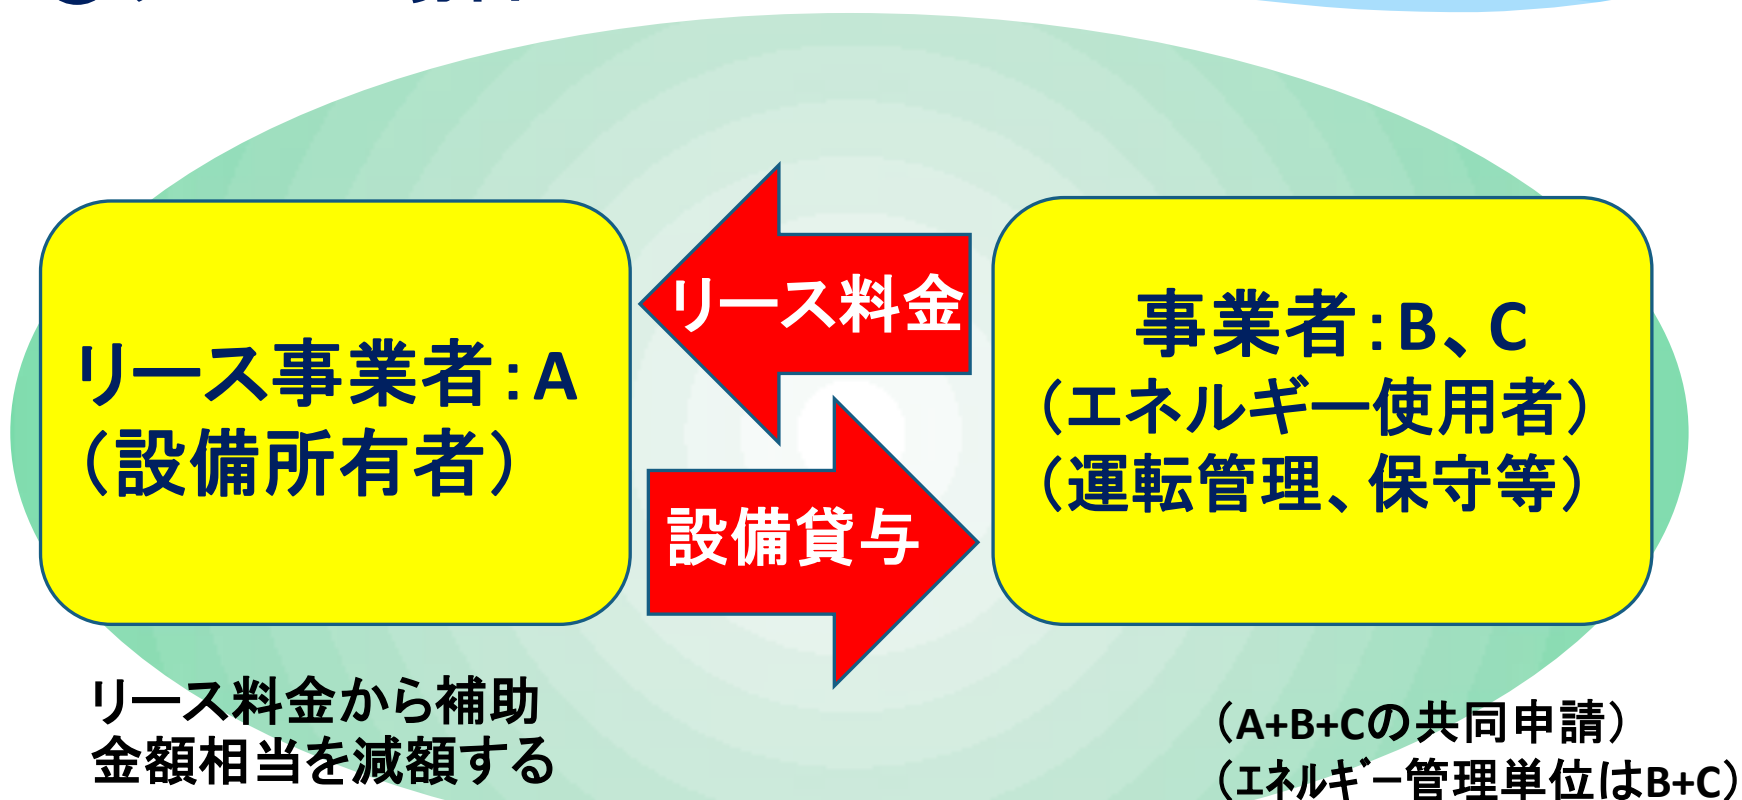 リース料金
リース事業者：A
（設備所有者）
事業者：B、C
（エネルギー使用者）
（運転管理、保守等）
設備貸与
リース料金から補助
金額相当を減額する
（A+B+Cの共同申請）
（ｴﾈﾙｷﾞｰ管理単位はB+C）